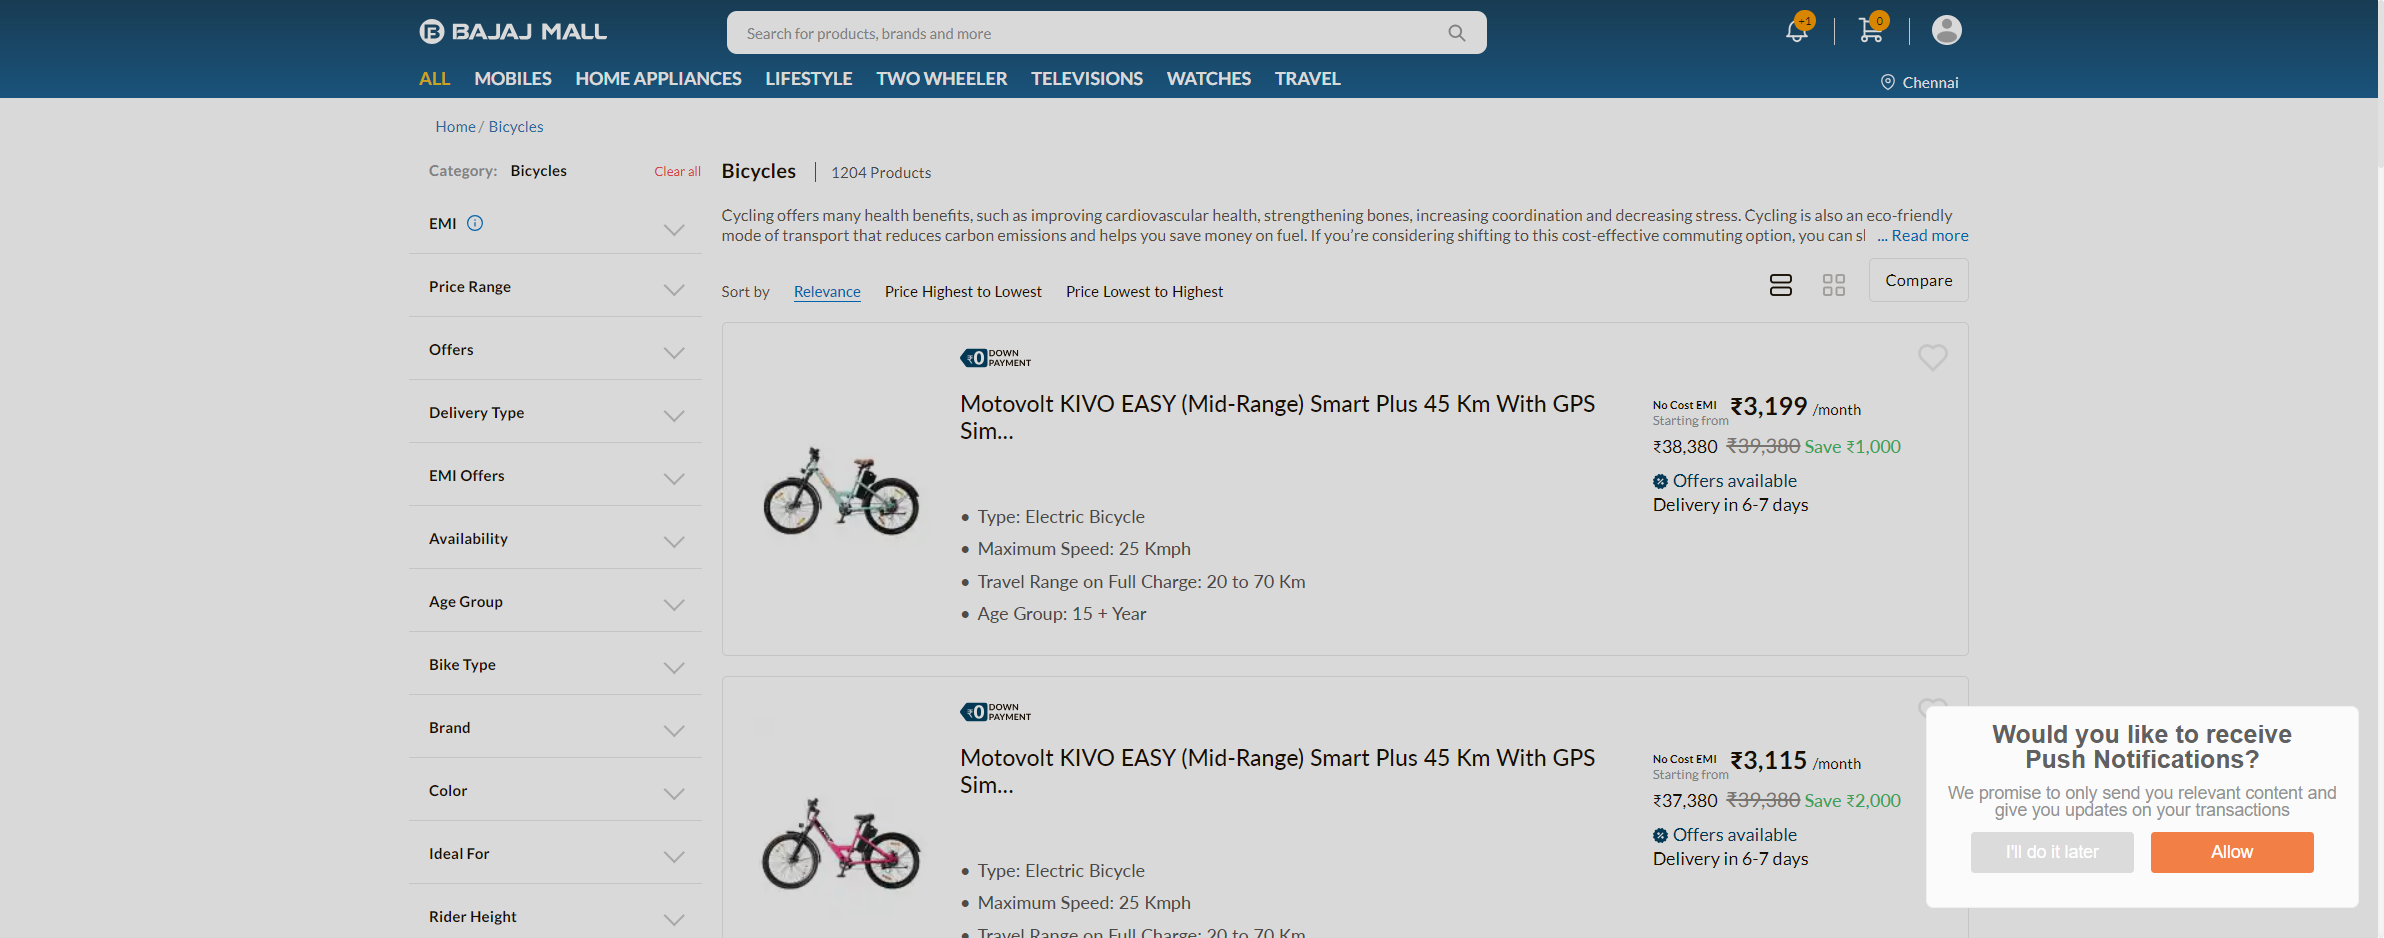 BAJAJ MALL
Search for products, brands and more
+1
0
ALL MOBILES HOME APPLIANCES LIFESTYLE TWO WHEELER TELEVISIONS WATCHES TRAVEL
Chennai
Home / Bicycles
Category: Bicycles
Clear all
EMI
Price Range
Offers
Delivery Type
EMI Offers
Availability
Age Group
Bike Type
Brand
Color
Ideal For
Rider Height
Bicycles
1204 Products
Cycling offers many health benefits, such as improving cardiovascular health, strengthening bones, increasing coordination and decreasing stress. Cycling is also an eco-friendly
mode of transport that reduces carbon emissions and helps you save money on fuel. If you’re considering shifting to this cost-effective commuting option, you can sl ... Read more
Sort by Relevance Price Highest to Lowest Price Lowest to Highest
Compare
₹0 DOWN
PAYMENT
Motovolt KIVO EASY (Mid-Range) Smart Plus 45 Km With GPS
Sim...
• Type: Electric Bicycle
• Maximum Speed: 25 Kmph
• Travel Range on Full Charge: 20 to 70 Km
• Age Group: 15 + Year
No Cost EMI ₹3,199 /month
Starting from
₹38,380 ₹39,380 Save ₹1,000
Offers available
Delivery in 6-7 days
₹0 DOWN
PAYMENT
Motovolt KIVO EASY (Mid-Range) Smart Plus 45 Km With GPS
Sim...
• Type: Electric Bicycle
• Maximum Speed: 25 Kmph
• Travel Range on Full Charge: 20 to 70 Km
No Cost EMI ₹3,115 /month
Starting from
₹37,380 ₹39,380 Save ₹2,000
Offers available
Delivery in 6-7 days
Would you like to receive
Push Notifications?
We promise to only send you relevant content and
give you updates on your transactions
I'll do it later
Allow